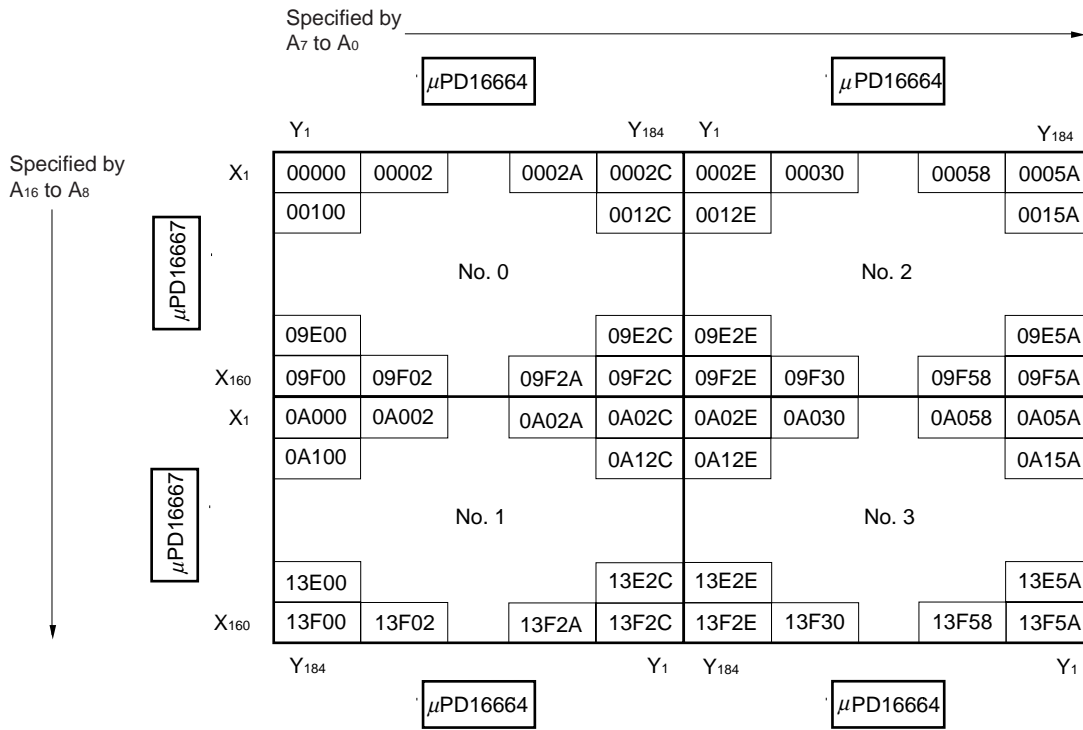 Specified by
A7 to A0
μPD16664 μPD16664
Y1 Y184 Y1 Y184
Specified by
A16 to A8
X1 00000 00002 0002A 0002C 0002E 00030 00058 0005A
00100 0012C 0012E 0015A
μPD16667
No. 0 No. 2
09E00 09E2C 09E2E 09E5A
X160 09F00 09F02 09F2A 09F2C 09F2E 09F30 09F58 09F5A
X1 0A000 0A002 0A02A 0A02C 0A02E 0A030 0A058 0A05A
0A100 0A12C 0A12E 0A15A
μPD16667
No. 1 No. 3
13E00 13E2C 13E2E 13E5A
X160 13F00 13F02 13F2A 13F2C 13F2E 13F30 13F58 13F5A
Y184 Y1 Y184 Y1
μPD16664 μPD16664